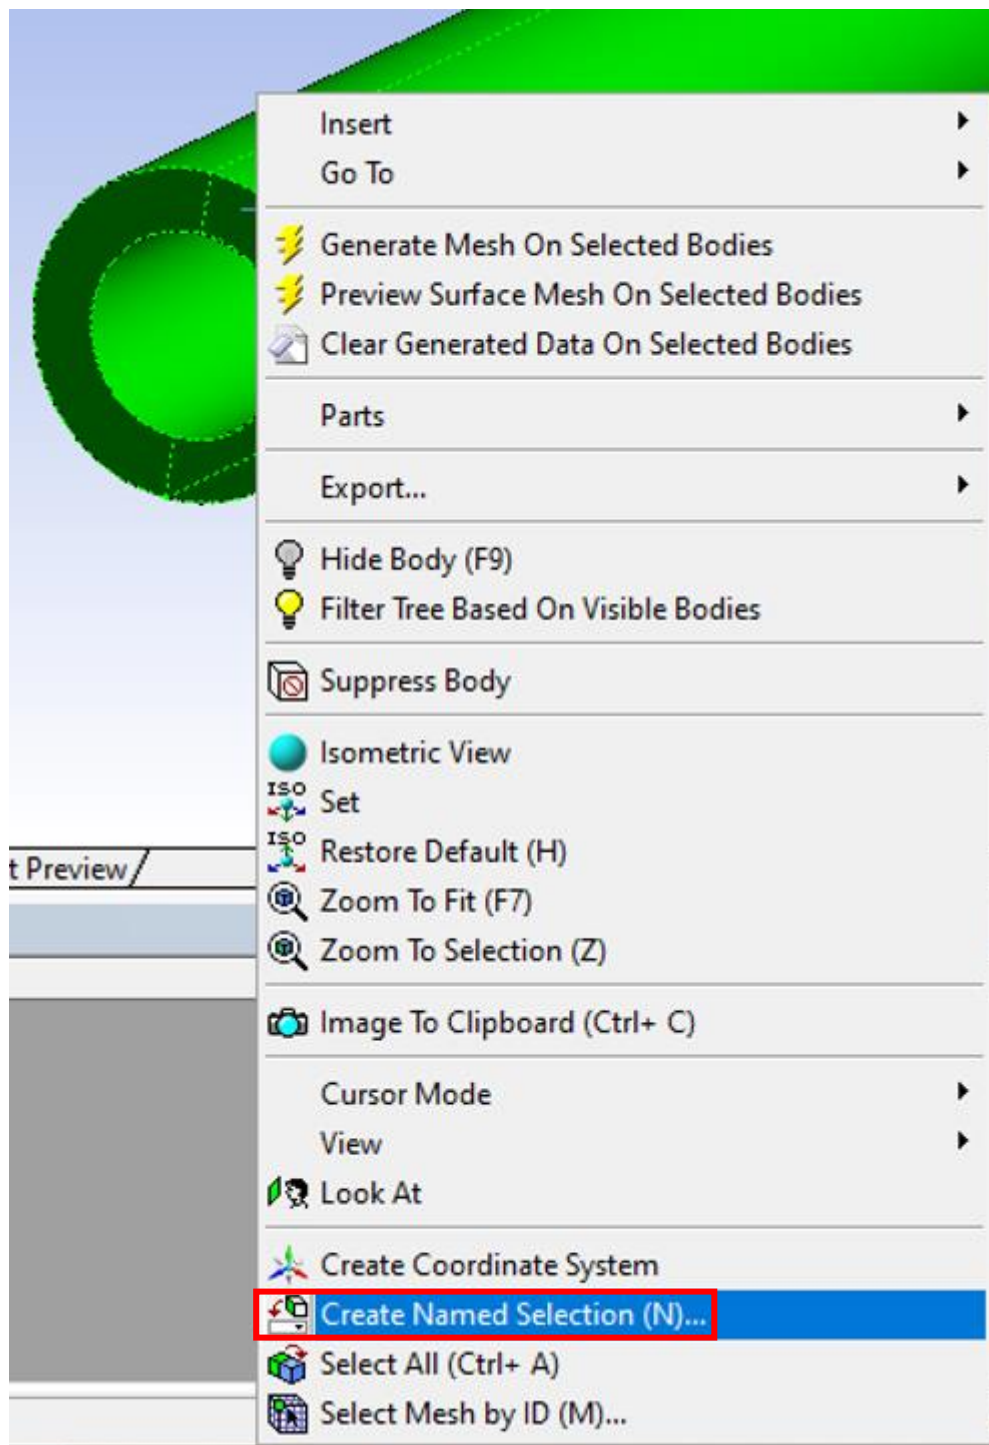 Insert
Go To
Generate Mesh On Selected Bodies
Preview Surface Mesh On Selected Bodies
Clear Generated Data On Selected Bodies
Parts
Export...
Hide Body (F9)
Filter Tree Based On Visible Bodies
Suppress Body
Isometric View
ISO
Set
ISO
Restore Default (H)
t Preview
Zoom To Fit (F7)
Zoom To Selection (Z)
Image To Clipboard (Ctrl+ C)
Cursor Mode
View
Look At
Create Coordinate System
Create Named Selection (N)...
Select All (Ctrl+ A)
Select Mesh by ID (M)...